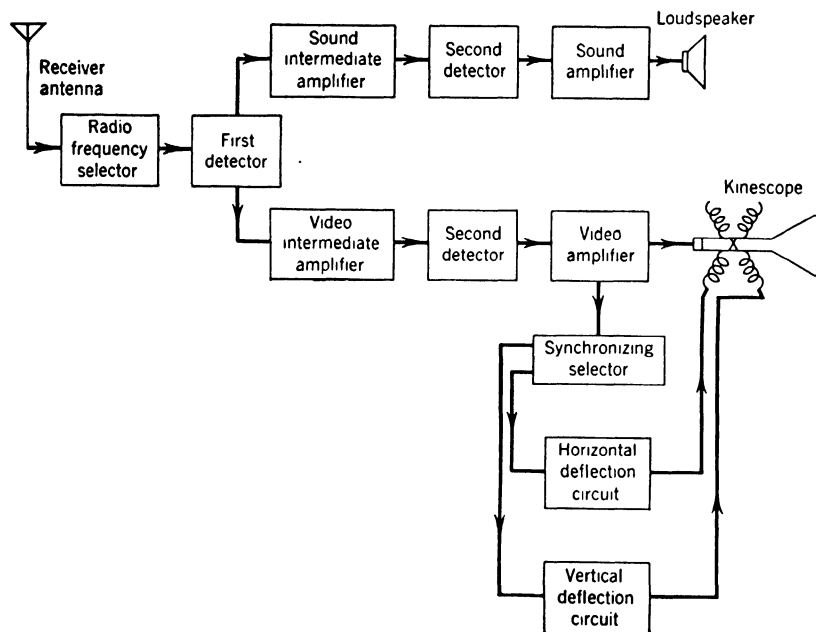 Loudspeaker
Sound
intermediate
amplifier
Second
detector
Sound
amplifier
Receiver
antenna
Radio
frequency
selector
First
detector
Kinescope
Video
intermediate
amplifier
Second
detector
Video
amplifier
Synchronizing
selector
Horizontal
deflection
circuit
Vertical
deflection
circuit